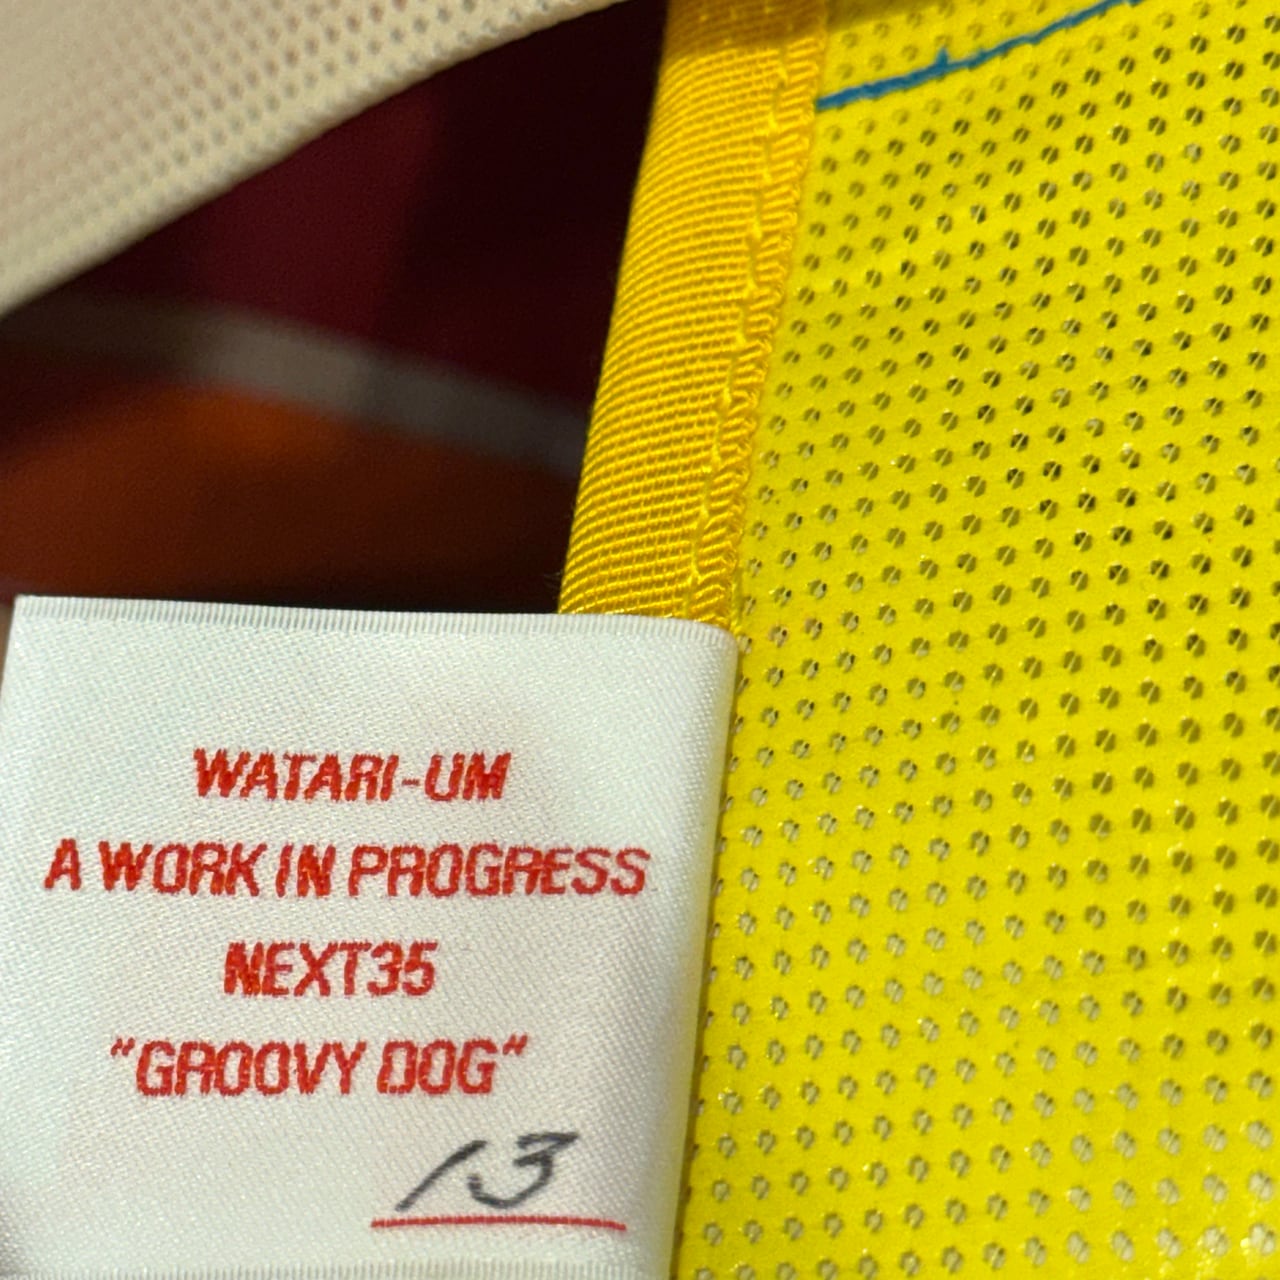 WATARI-UM
A WORK IN PROGRESS
NEXT35
"GROOVY DOG"
13